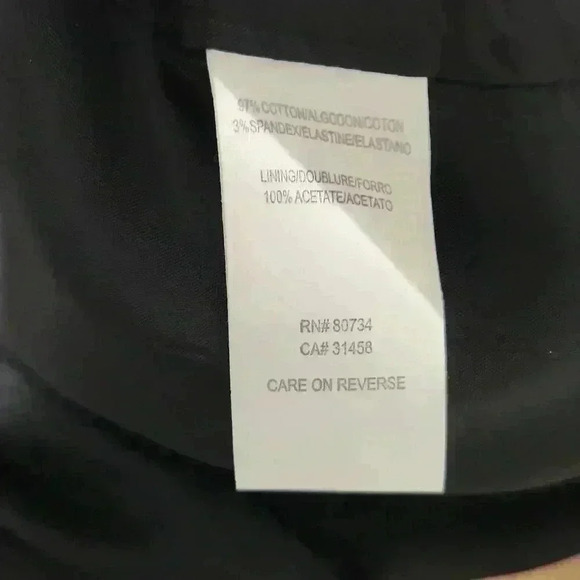 97% COTTON/ALGODON/COTON
3% SPANDEX/ELASTINE/ELASTANO
LINING/DOUBLURE/FORRO
100% ACETATE/ACETATO
RN# 80734
CA# 31458
CARE ON REVERSE